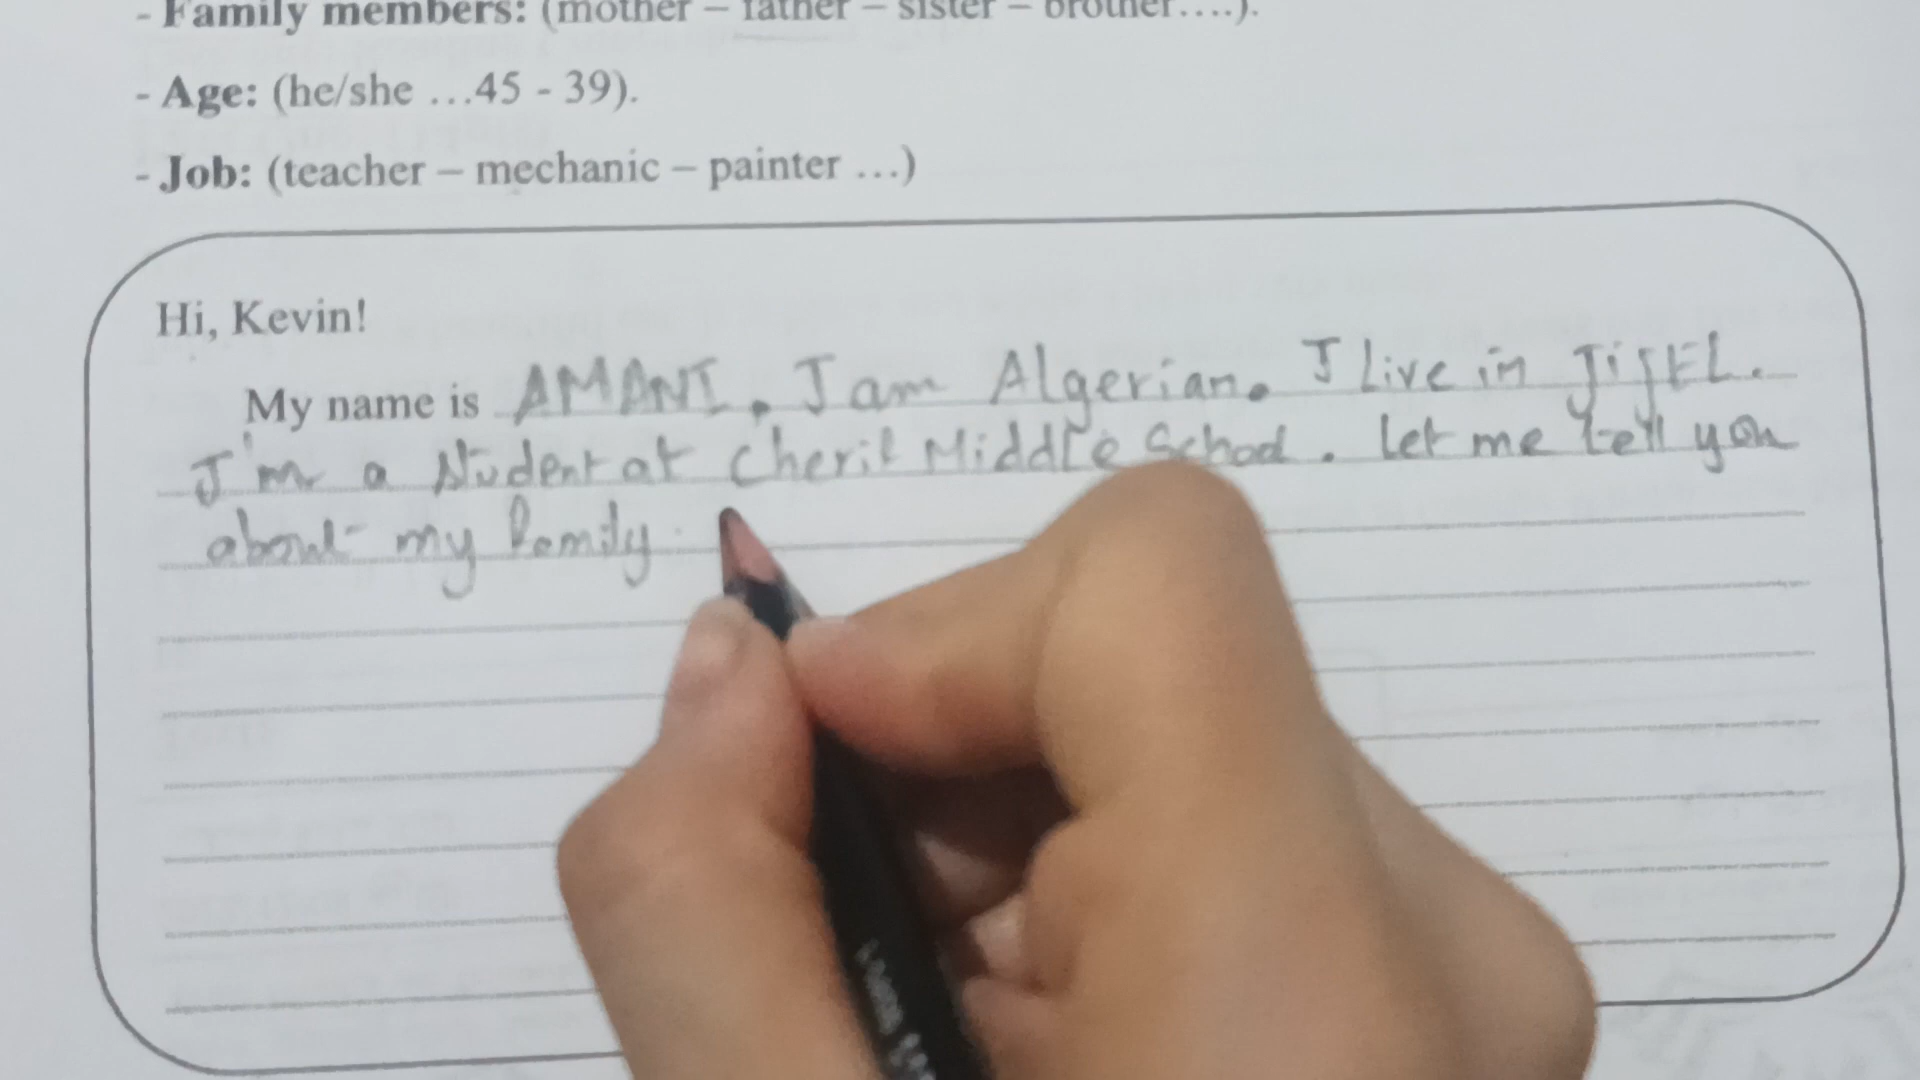 - Family members: (mother – father – sister – brother....).
- Age: (he/she ...45 - 39).
- Job: (teacher – mechanic – painter ...)
Hi, Kevin!
My name is AMANI. I am Algerian. I Live in JijEL.
I'm a student at Cherif Middle School. Let me tell you
about my family.